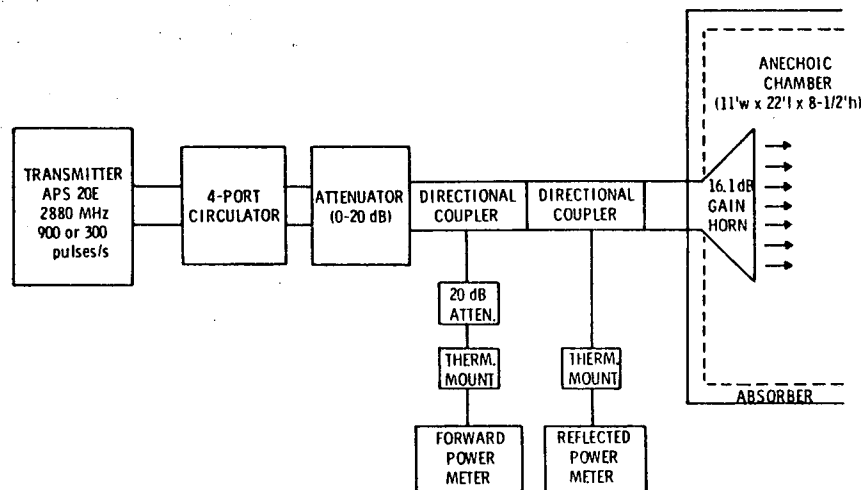 ANECHOIC
CHAMBER
(11'w x 22'l x 8-1/2'h)
TRANSMITTER
APS 20E
2880 MHz
900 or 300
pulses/s
4-PORT
CIRCULATOR
ATTENUATOR
(0-20 dB)
DIRECTIONAL
COUPLER
DIRECTIONAL
COUPLER
16.1 dB
GAIN
HORN
20 dB
ATTEN.
THERM.
MOUNT
THERM.
MOUNT
ABSORBER
FORWARD
POWER
METER
REFLECTED
POWER
METER